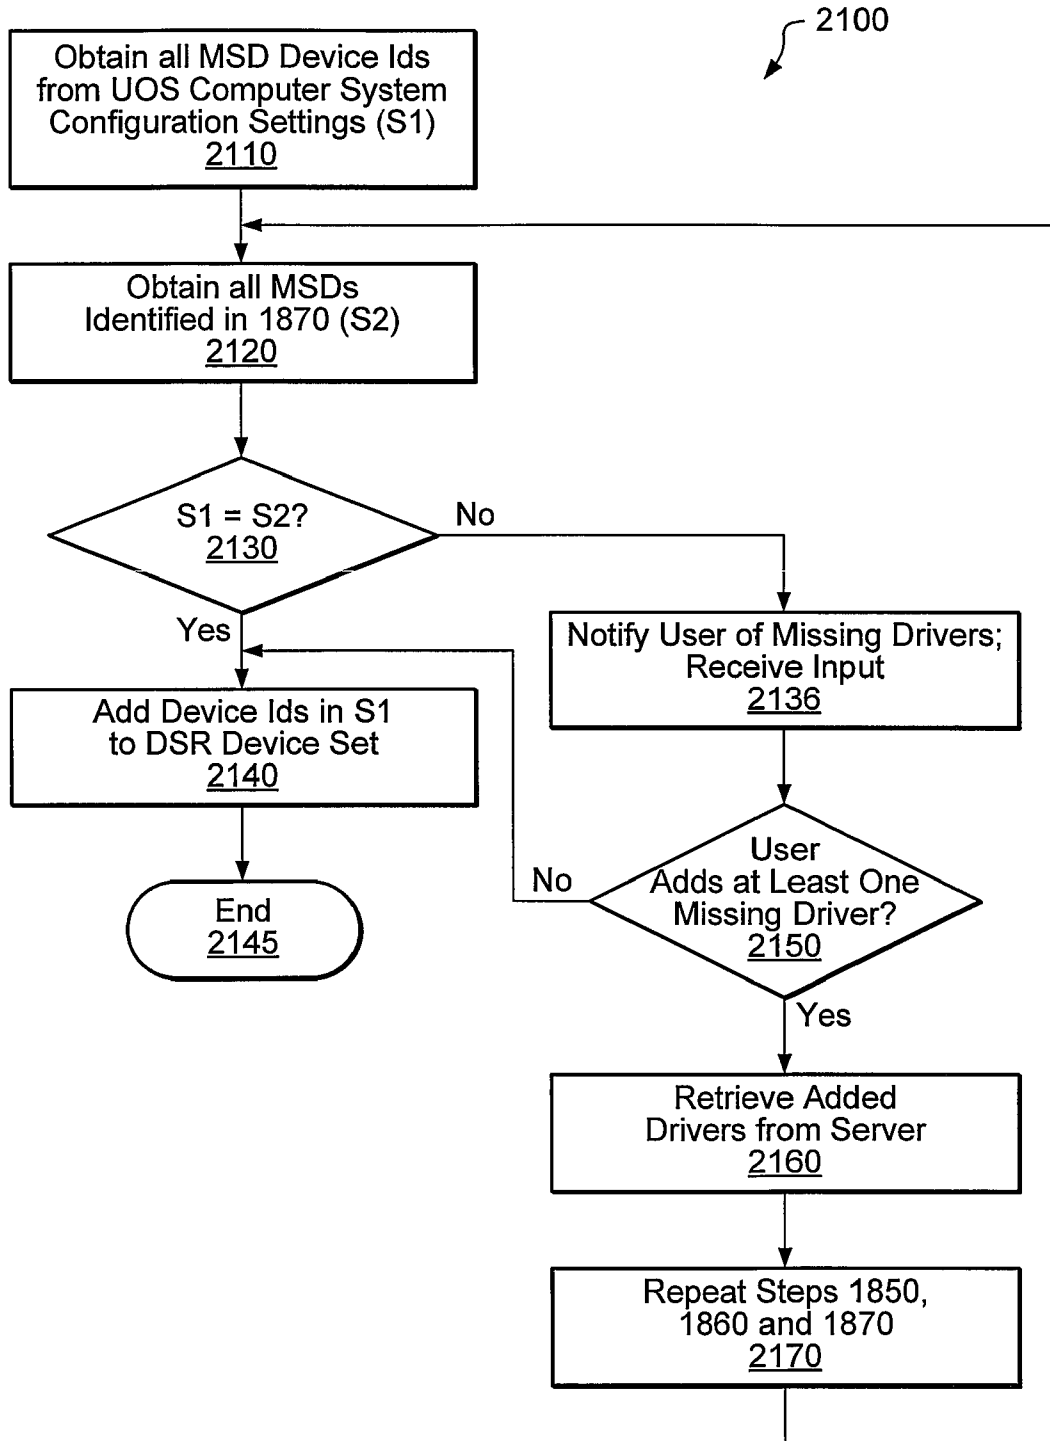 2100
Obtain all MSD Device Ids
from UOS Computer System
Configuration Settings (S1)
2110
Obtain all MSDs
Identified in 1870 (S2)
2120
S1 = S2?
2130
No
Yes
Notify User of Missing Drivers;
Receive Input
2136
Add Device Ids in S1
to DSR Device Set
2140
User
Adds at Least One
Missing Driver?
2150
No
End
2145
Yes
Retrieve Added
Drivers from Server
2160
Repeat Steps 1850,
1860 and 1870
2170